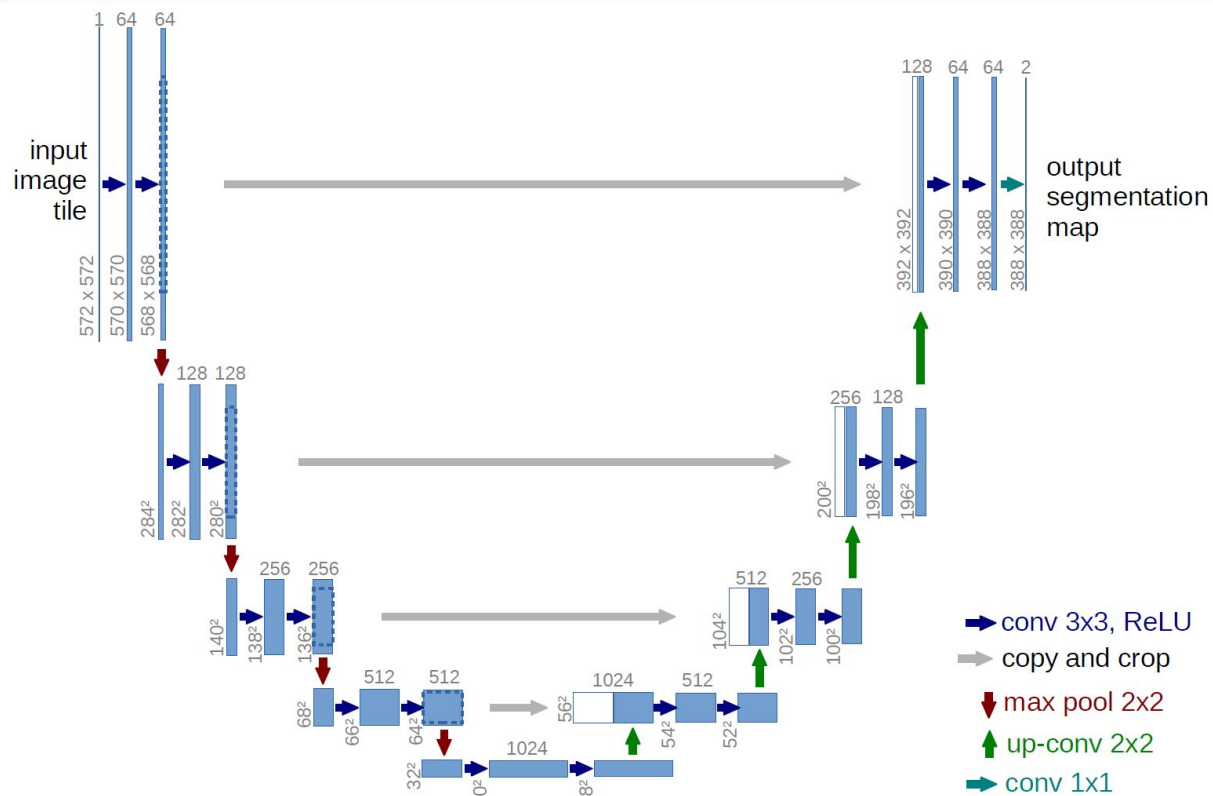 1 64 64
input
image
tile
572 x 572
570 x 570
568 x 568
128 64 64 2
output
segmentation
map
392 x 392
390 x 390
388 x 388
388 x 388
128 128
284²
282²
280²
256 128
200²
198²
196²
256 256
140²
138²
136²
512 256
104²
102²
100²
512 512
68²
66²
64²
1024 512
56²
54²
52²
1024
32²
0²
8²
conv 3x3, ReLU
copy and crop
max pool 2x2
up-conv 2x2
conv 1x1